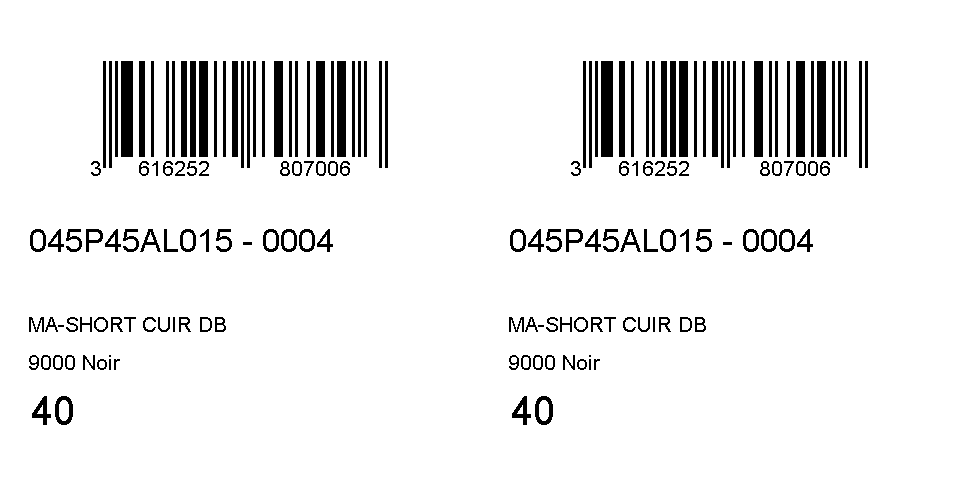 3 616252 807006
045P45AL015 - 0004
MA-SHORT CUIR DB
9000 Noir
40
3 616252 807006
045P45AL015 - 0004
MA-SHORT CUIR DB
9000 Noir
40